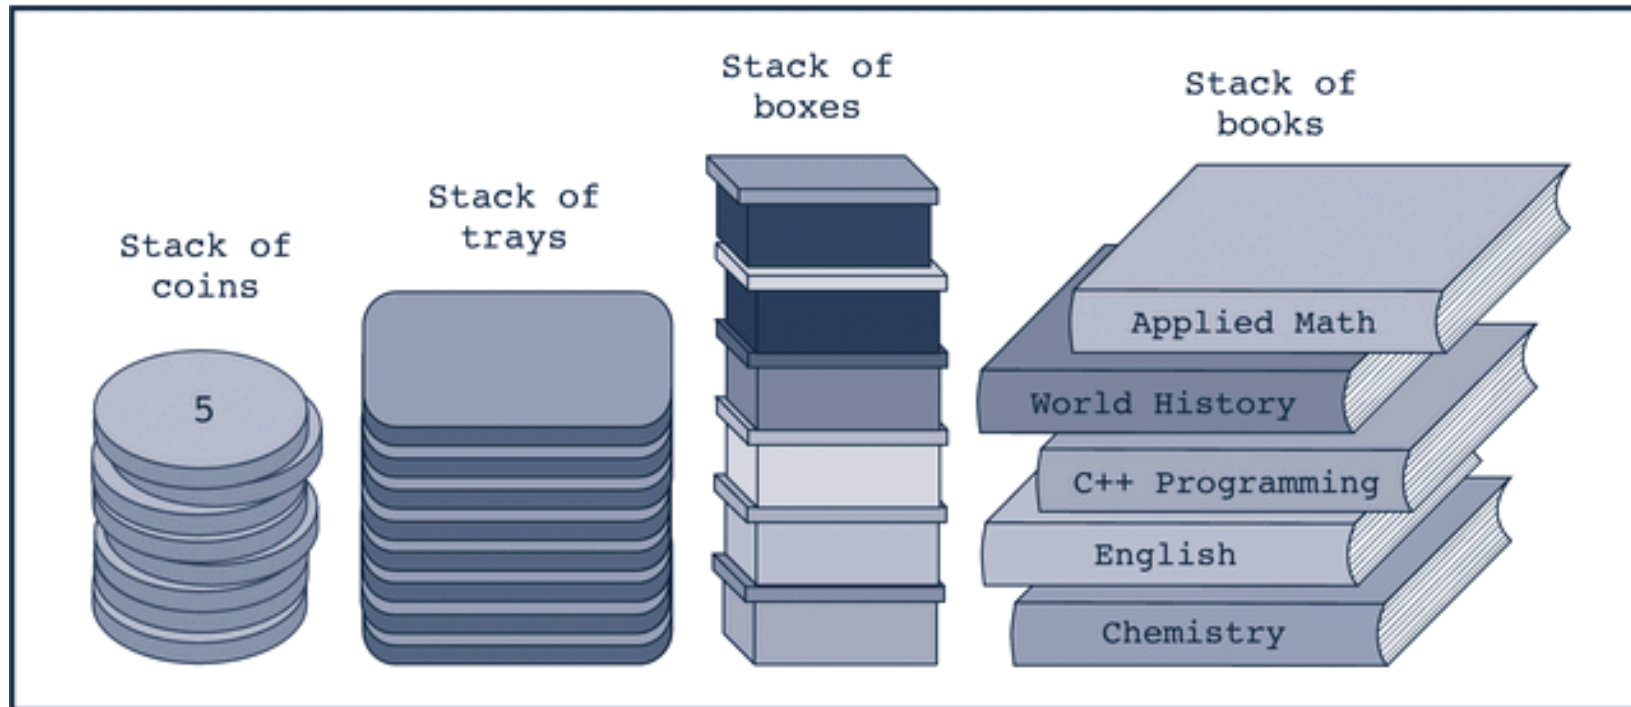 Stack of
coins
5
Stack of
trays
Stack of
boxes
Stack of
books
Applied Math
World History
C++ Programming
English
Chemistry